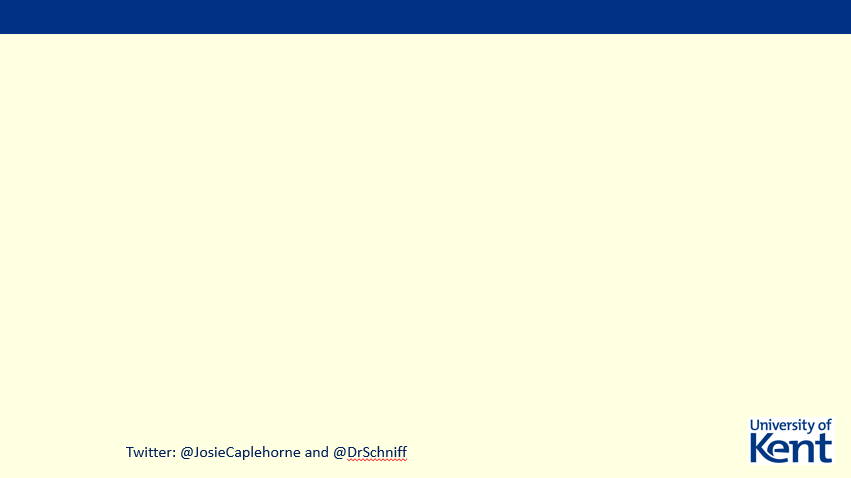 Twitter: @JosieCaplehorne and @DrSchniff
University of
Kent